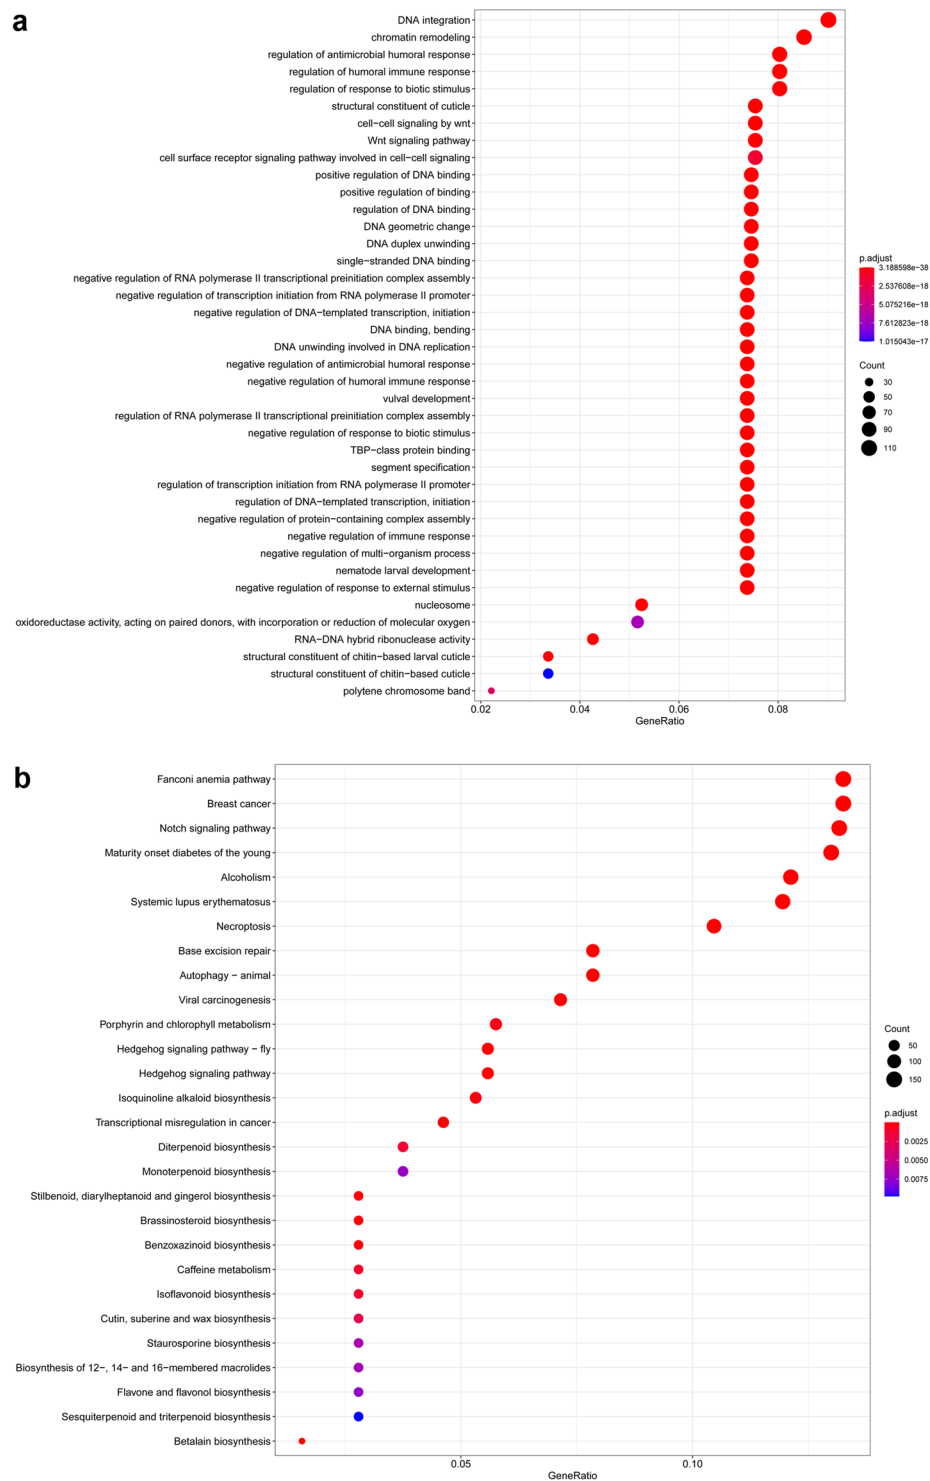 a
DNA integration
chromatin remodeling
regulation of antimicrobial humoral response
regulation of humoral immune response
regulation of response to biotic stimulus
structural constituent of cuticle
cell−cell signaling by wnt
Wnt signaling pathway
cell surface receptor signaling pathway involved in cell−cell signaling
positive regulation of DNA binding
positive regulation of binding
regulation of DNA binding
DNA geometric change
DNA duplex unwinding
single−stranded DNA binding
negative regulation of RNA polymerase II transcriptional preinitiation complex assembly
negative regulation of transcription initiation from RNA polymerase II promoter
negative regulation of DNA−templated transcription, initiation
DNA binding, bending
DNA unwinding involved in DNA replication
negative regulation of antimicrobial humoral response
negative regulation of humoral immune response
vulval development
regulation of RNA polymerase II transcriptional preinitiation complex assembly
negative regulation of response to biotic stimulus
TBP−class protein binding
segment specification
regulation of transcription initiation from RNA polymerase II promoter
regulation of DNA−templated transcription, initiation
negative regulation of protein−containing complex assembly
negative regulation of immune response
negative regulation of multi−organism process
nematode larval development
negative regulation of response to external stimulus
nucleosome
oxidoreductase activity, acting on paired donors, with incorporation or reduction of molecular oxygen
RNA−DNA hybrid ribonuclease activity
structural constituent of chitin−based larval cuticle
structural constituent of chitin−based cuticle
polytene chromosome band
0.02 0.04 0.06 0.08
GeneRatio
p.adjust
3.188598e−38
2.537608e−18
5.075216e−18
7.612823e−18
1.015043e−17
Count
30
50
70
90
110
b
Fanconi anemia pathway
Breast cancer
Notch signaling pathway
Maturity onset diabetes of the young
Alcoholism
Systemic lupus erythematosus
Necroptosis
Base excision repair
Autophagy − animal
Viral carcinogenesis
Porphyrin and chlorophyll metabolism
Hedgehog signaling pathway − fly
Hedgehog signaling pathway
Isoquinoline alkaloid biosynthesis
Transcriptional misregulation in cancer
Diterpenoid biosynthesis
Monoterpenoid biosynthesis
Stilbenoid, diarylheptanoid and gingerol biosynthesis
Brassinosteroid biosynthesis
Benzoxazinoid biosynthesis
Caffeine metabolism
Isoflavonoid biosynthesis
Cutin, suberine and wax biosynthesis
Staurosporine biosynthesis
Biosynthesis of 12−, 14− and 16−membered macrolides
Flavone and flavonol biosynthesis
Sesquiterpenoid and triterpenoid biosynthesis
Betalain biosynthesis
0.05 0.10
GeneRatio
Count
50
100
150
p.adjust
0.0025
0.0050
0.0075